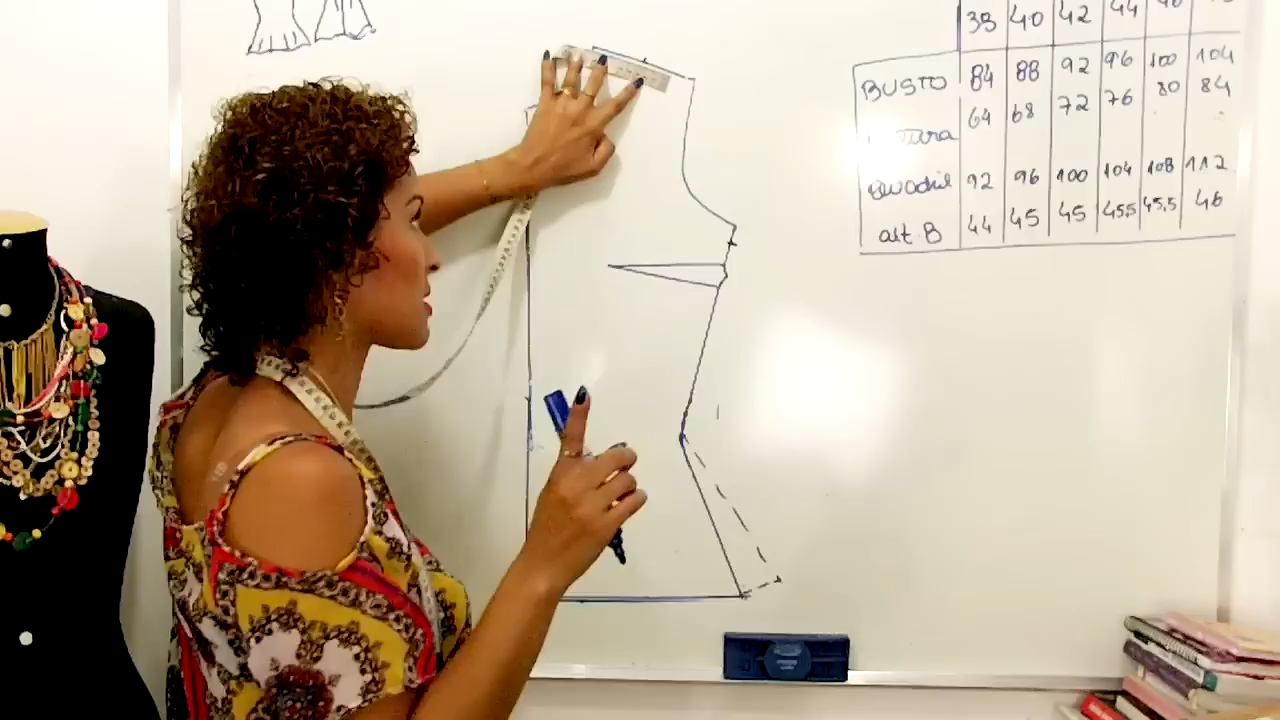 38 40 42 44
BUSTO 84 88 92 96 100 104
64 68 72 76 80 84
92 96 100 104 108 112
alt. B 44 45 45 45,5 45,5 46